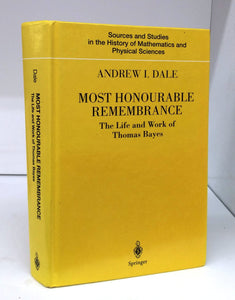 Sources and Studies
in the History of Mathematics and
Physical Sciences
ANDREW I. DALE
MOST HONOURABLE
REMEMBRANCE
The Life and Work of
Thomas Bayes
Springer
Dale
MOST HONOURABLE REMEMBRANCE
The Life and Work of Thomas Bayes